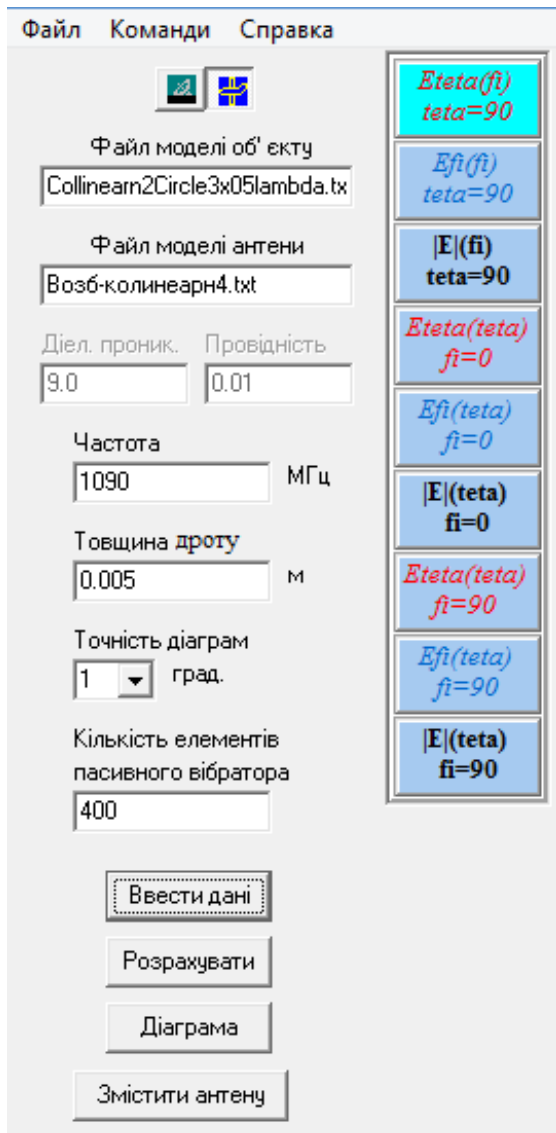 Файл Команди Справка
Файл моделі об' єкту
Collinearn2Circle3x05lambda.tx
Файл моделі антени
Возб-колинеарн4.txt
Діел. проник. Провідність
9.0 0.01
Частота
1090 МГц
Товщина дроту
0.005 м
Точність діаграм
1 град.
Кількість елементів
пасивного вібратора
400
Ввести дані
Розрахувати
Діаграма
Змістити антену
Eteta(fi)
teta=90
Efi(fi)
teta=90
|E|(fi)
teta=90
Eteta(teta)
fi=0
Efi(teta)
fi=0
|E|(teta)
fi=0
Eteta(teta)
fi=90
Efi(teta)
fi=90
|E|(teta)
fi=90